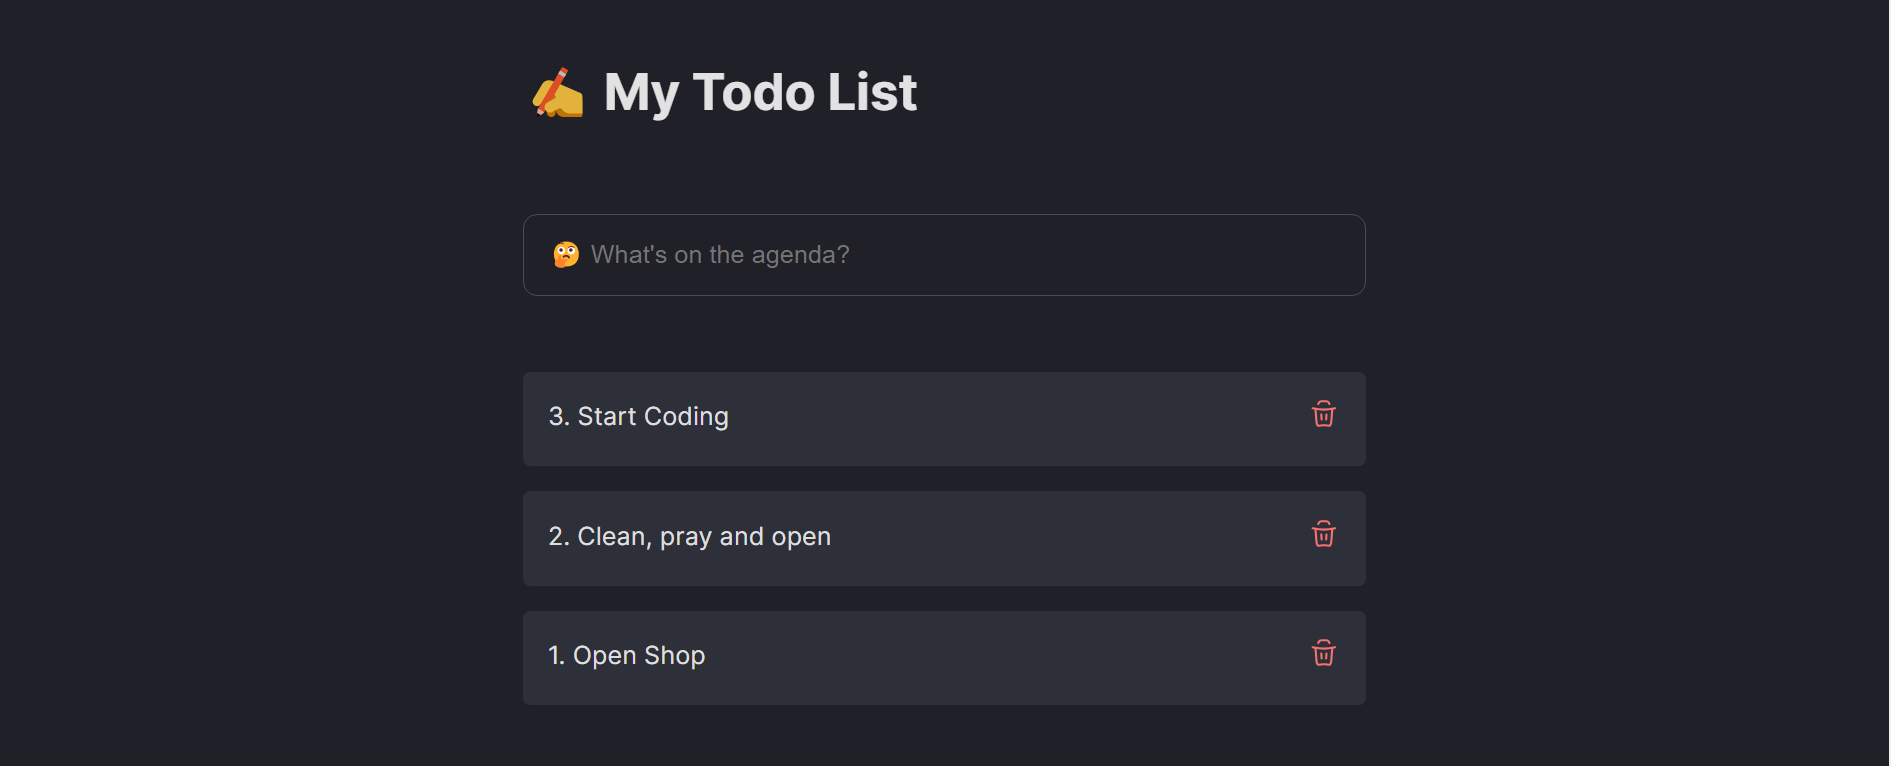 ✍️ My Todo List
🤔 What's on the agenda?
3. Start Coding
2. Clean, pray and open
1. Open Shop